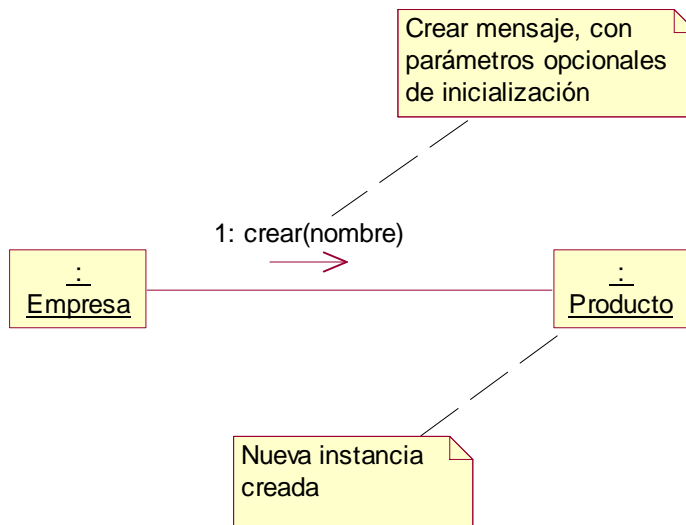 Crear mensaje, con
parámetros opcionales
de inicialización
1: crear(nombre)
:
Empresa
:
Producto
Nueva instancia
creada